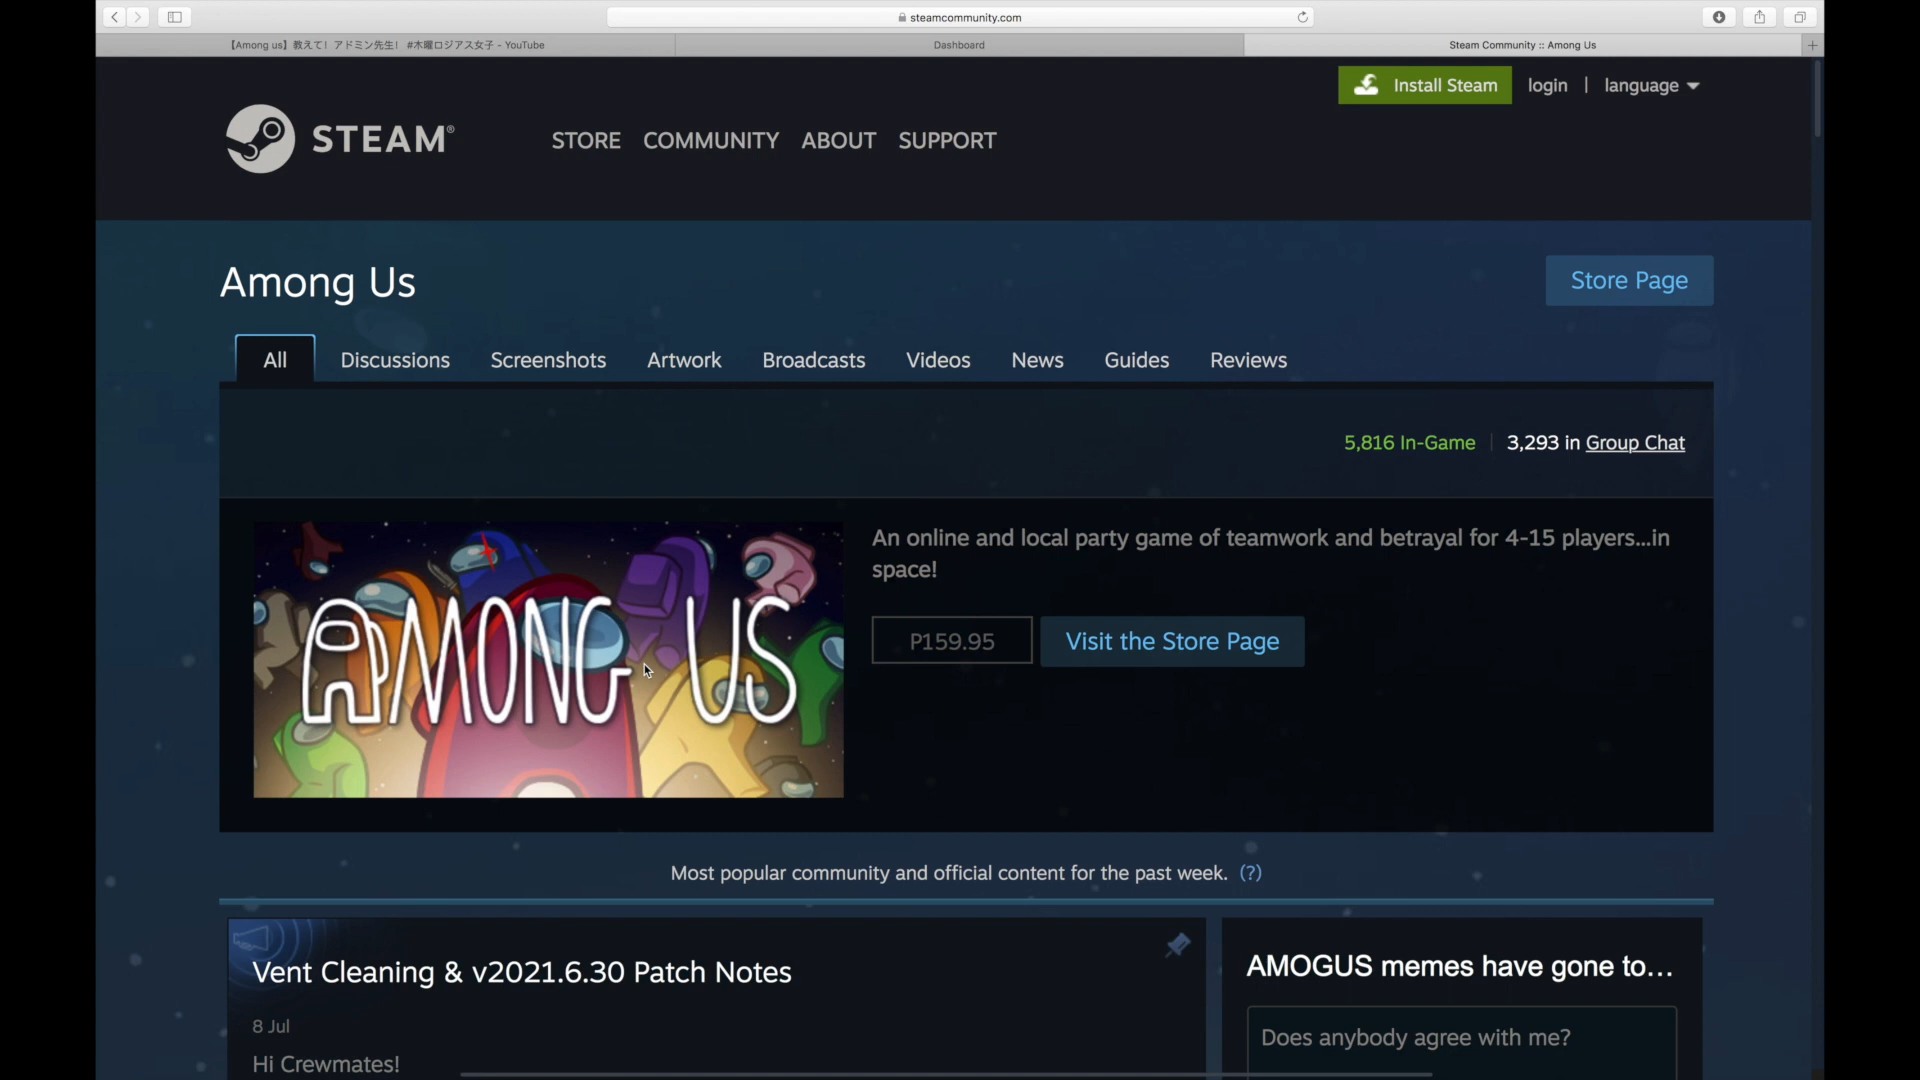 steamcommunity.com
【Among us】教えて！アドミン先生！ #木曜ロジアス女子 - YouTube
Dashboard
Steam Community :: Among Us
Install Steam
login | language
STEAM®
STORE COMMUNITY ABOUT SUPPORT
Among Us
Store Page
All Discussions Screenshots Artwork Broadcasts Videos News Guides Reviews
5,816 In-Game
3,293 in Group Chat
AMONG US
An online and local party game of teamwork and betrayal for 4-15 players...in
space!
P159.95
Visit the Store Page
Most popular community and official content for the past week. (?)
Vent Cleaning & v2021.6.30 Patch Notes
8 Jul
Hi Crewmates!
AMOGUS memes have gone to...
Does anybody agree with me?